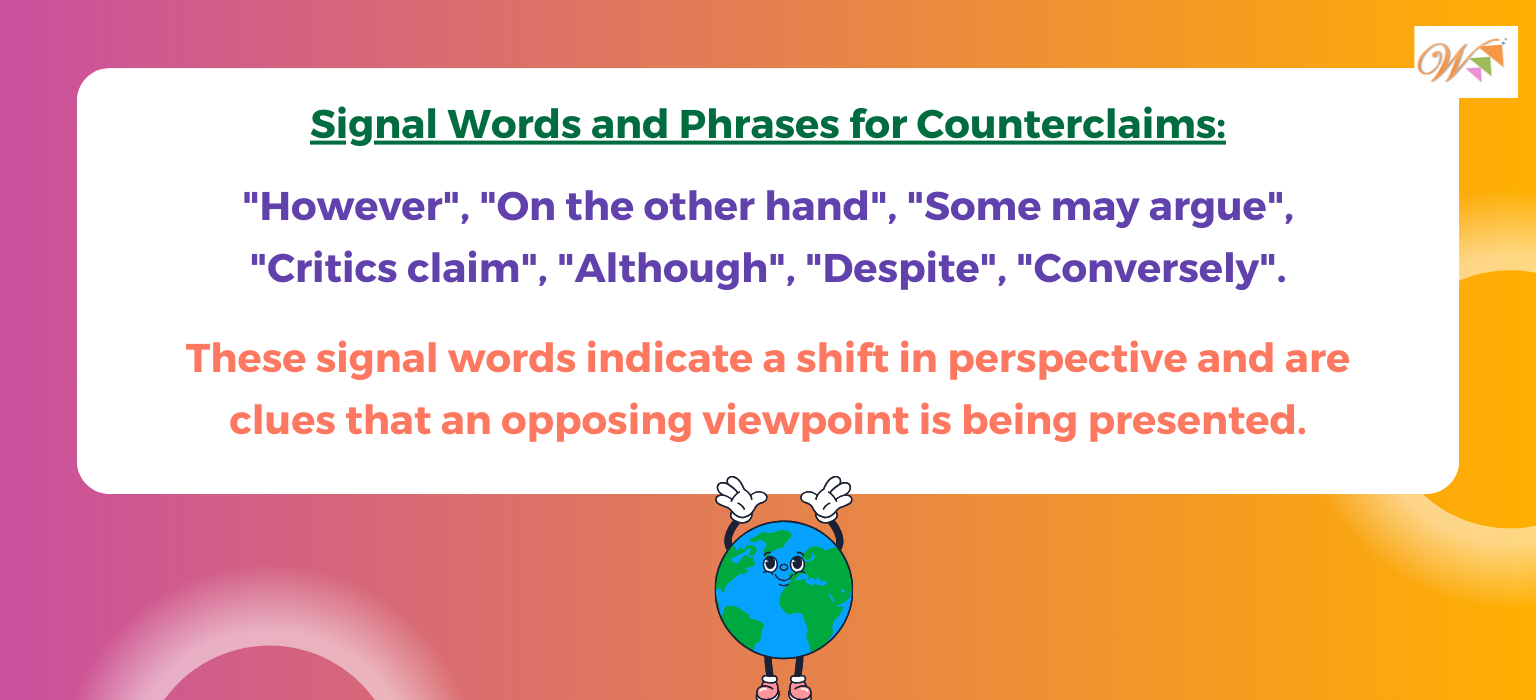 W
Signal Words and Phrases for Counterclaims:
"However", "On the other hand", "Some may argue",
"Critics claim", "Although", "Despite", "Conversely".
These signal words indicate a shift in perspective and are
clues that an opposing viewpoint is being presented.